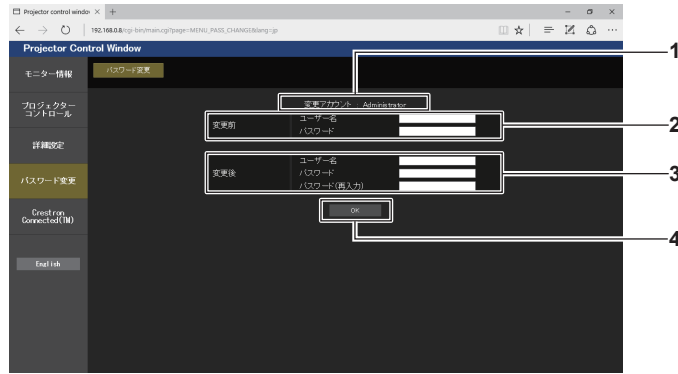 Projector control window
192.168.0.8/cgi-bin/main.cgi?page=MENU_PASS_CHANGE&lang=jp
Projector Control Window
モニター情報
パスワード変更
プロジェクター
コントロール
詳細設定
パスワード変更
Crestron
Connected(TM)
English
変更アカウント : Administrator
変更前
ユーザー名
パスワード
変更後
ユーザー名
パスワード
パスワード(再入力)
OK
1
2
3
4